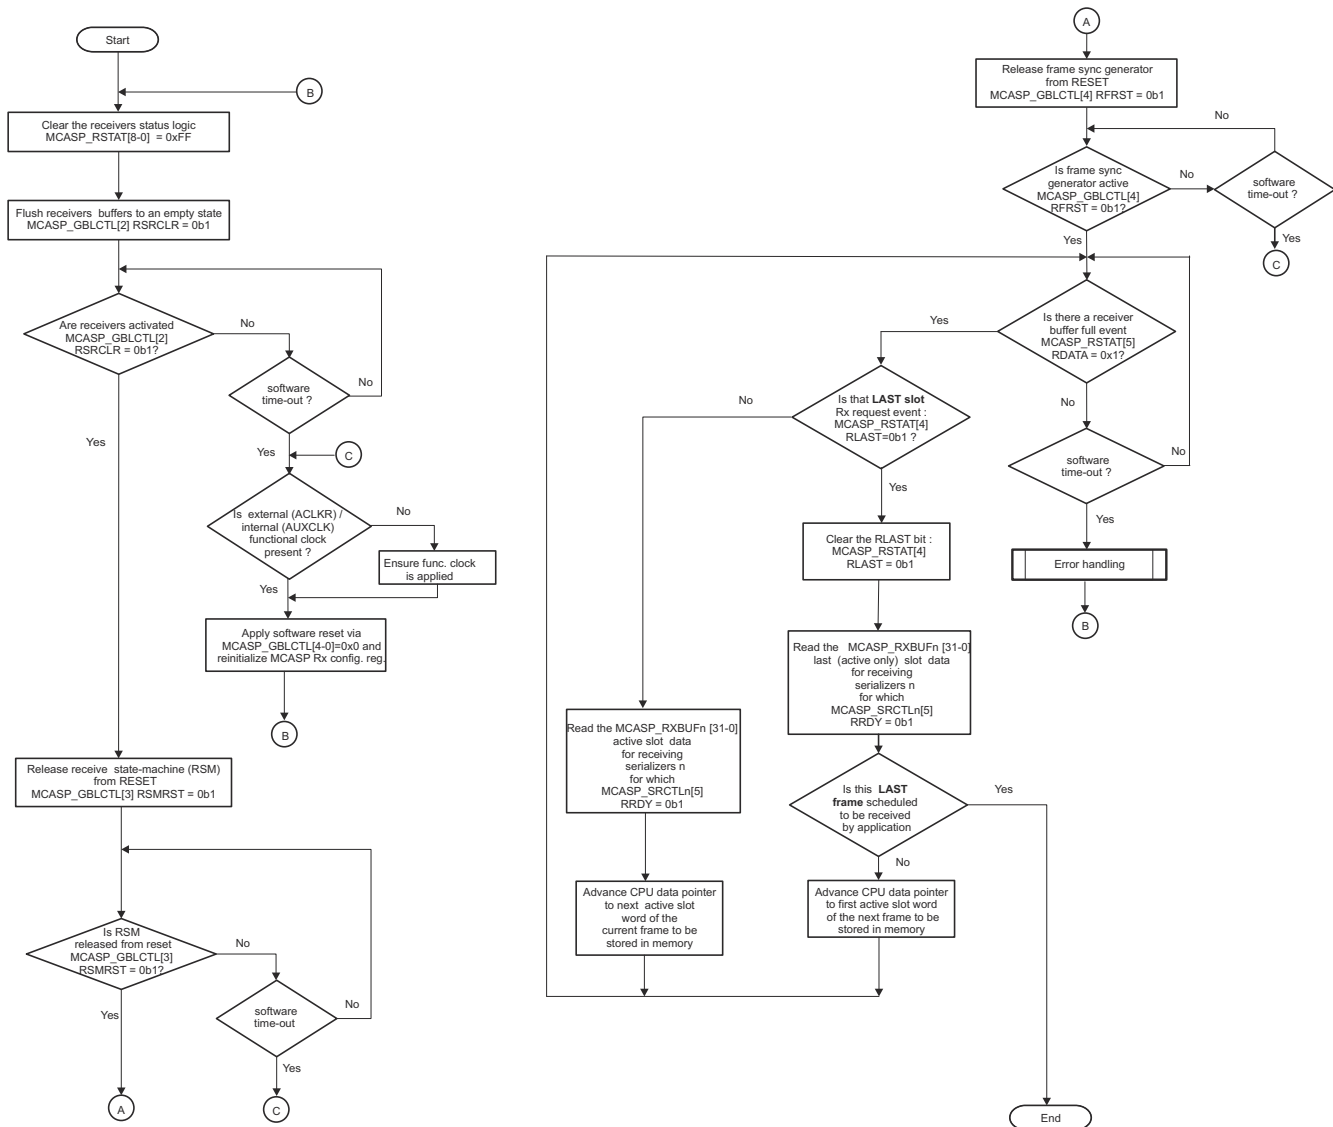 Start
B
Clear the receivers status logic
MCASP_RSTAT[8-0] = 0xFF
Flush receivers buffers to an empty state
MCASP_GBLCTL[2] RSRCLR = 0b1
Are receivers activated
MCASP_GBLCTL[2]
RSRCLR = 0b1?
No
software
time-out ?
No
Yes
Yes
C
Is external (ACLKR) /
internal (AUXCLK)
functional clock
present ?
No
Ensure func. clock
is applied
Yes
Apply software reset via
MCASP_GBLCTL[4-0]=0x0 and
reinitialize MCASP Rx config. reg.
B
Release receive state-machine (RSM)
from RESET
MCASP_GBLCTL[3] RSMRST = 0b1
Is RSM
released from reset
MCASP_GBLCTL[3]
RSMRST = 0b1?
No
software
time-out
No
Yes
Yes
A
C
A
Release frame sync generator
from RESET
MCASP_GBLCTL[4] RFRST = 0b1
No
Is frame sync
generator active
MCASP_GBLCTL[4]
RFRST = 0b1?
No
software
time-out ?
Yes
Yes
C
Is there a receiver
buffer full event
MCASP_RSTAT[5]
RDATA = 0x1?
Yes
No
Is that LAST slot
Rx request event :
MCASP_RSTAT[4]
RLAST=0b1 ?
No
Yes
software
time-out ?
No
Yes
Error handling
B
Clear the RLAST bit :
MCASP_RSTAT[4]
RLAST = 0b1
Read the MCASP_RXBUFn [31-0]
last (active only) slot data
for receiving
serializers n
for which
MCASP_SRCTLn[5]
RRDY = 0b1
Read the MCASP_RXBUFn [31-0]
active slot data
for receiving
serializers n
for which
MCASP_SRCTLn[5]
RRDY = 0b1
Is this LAST
frame scheduled
to be received
by application
Yes
No
Advance CPU data pointer
to next active slot
word of the
current frame to be
stored in memory
Advance CPU data pointer
to first active slot word
of the next frame to be
stored in memory
End